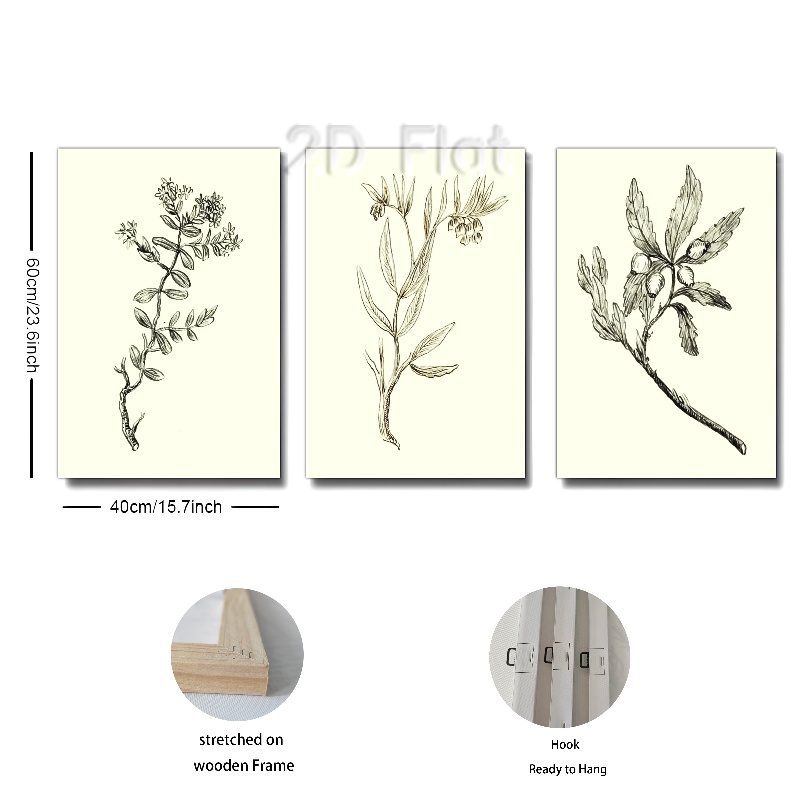 2D Flat
60cm/23.6inch
40cm/15.7inch
stretched on
wooden Frame
Hook
Ready to Hang